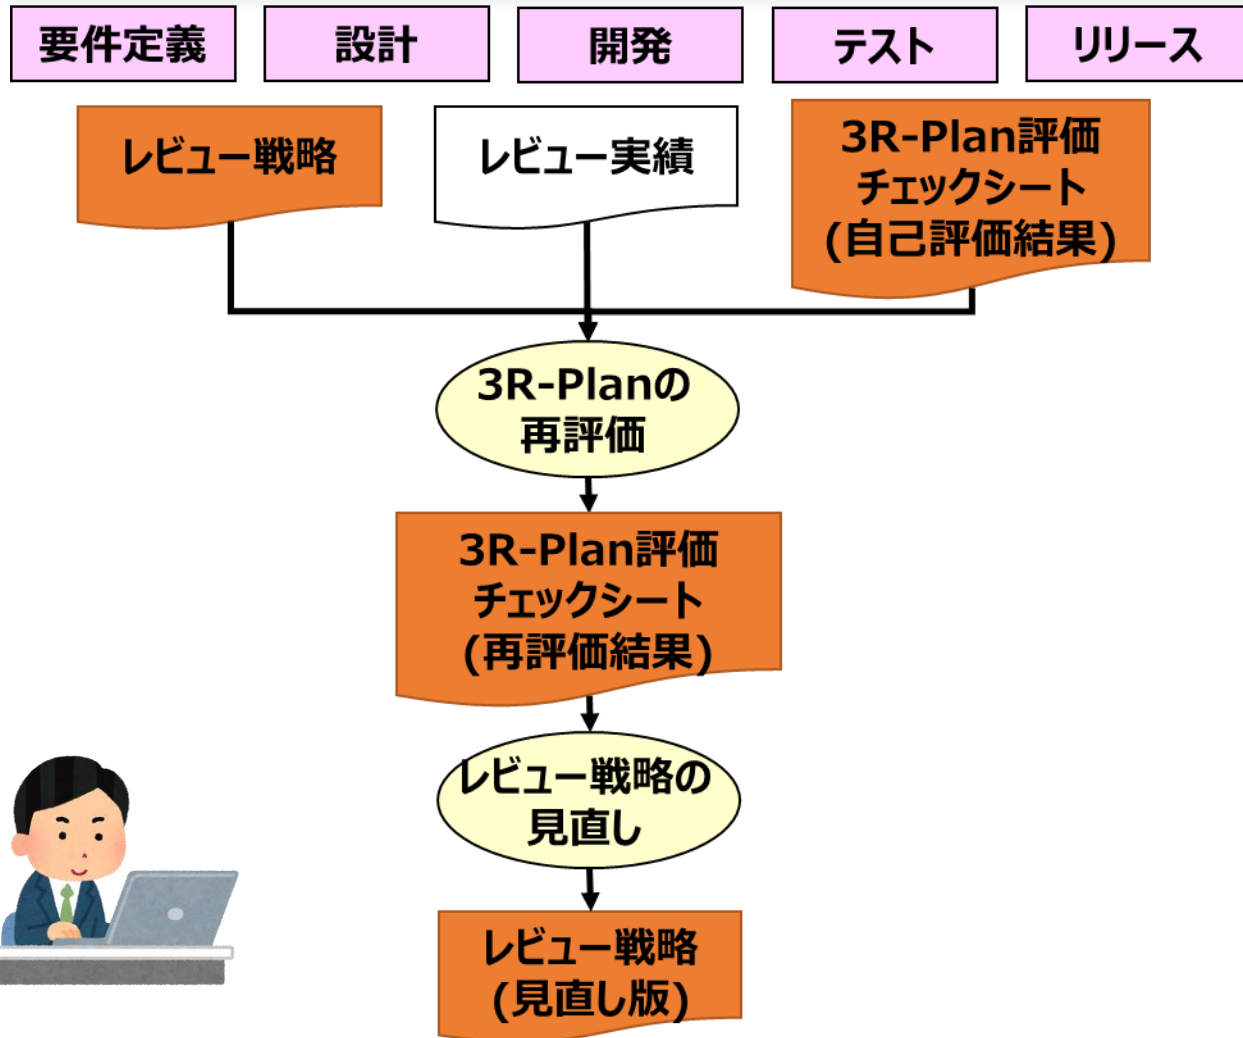 要件定義
設計
開発
テスト
リリース
レビュー戦略
レビュー実績
3R-Plan評価
チェックシート
(自己評価結果)
3R-Planの
再評価
3R-Plan評価
チェックシート
(再評価結果)
レビュー戦略の
見直し
レビュー戦略
(見直し版)